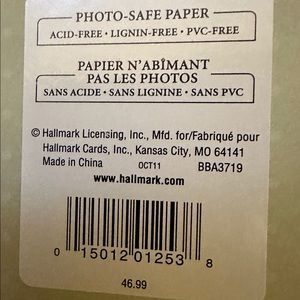 PHOTO-SAFE PAPER
ACID-FREE • LIGNIN-FREE • PVC-FREE
PAPIER N'ABÎMANT
PAS LES PHOTOS
SANS ACIDE • SANS LIGNINE • SANS PVC
© Hallmark Licensing, Inc., Mfd. for/Fabriqué pour
Hallmark Cards, Inc., Kansas City, MO 64141
Made in China OCT11 BBA3719
www.hallmark.com
0 15012 01253 8
46.99